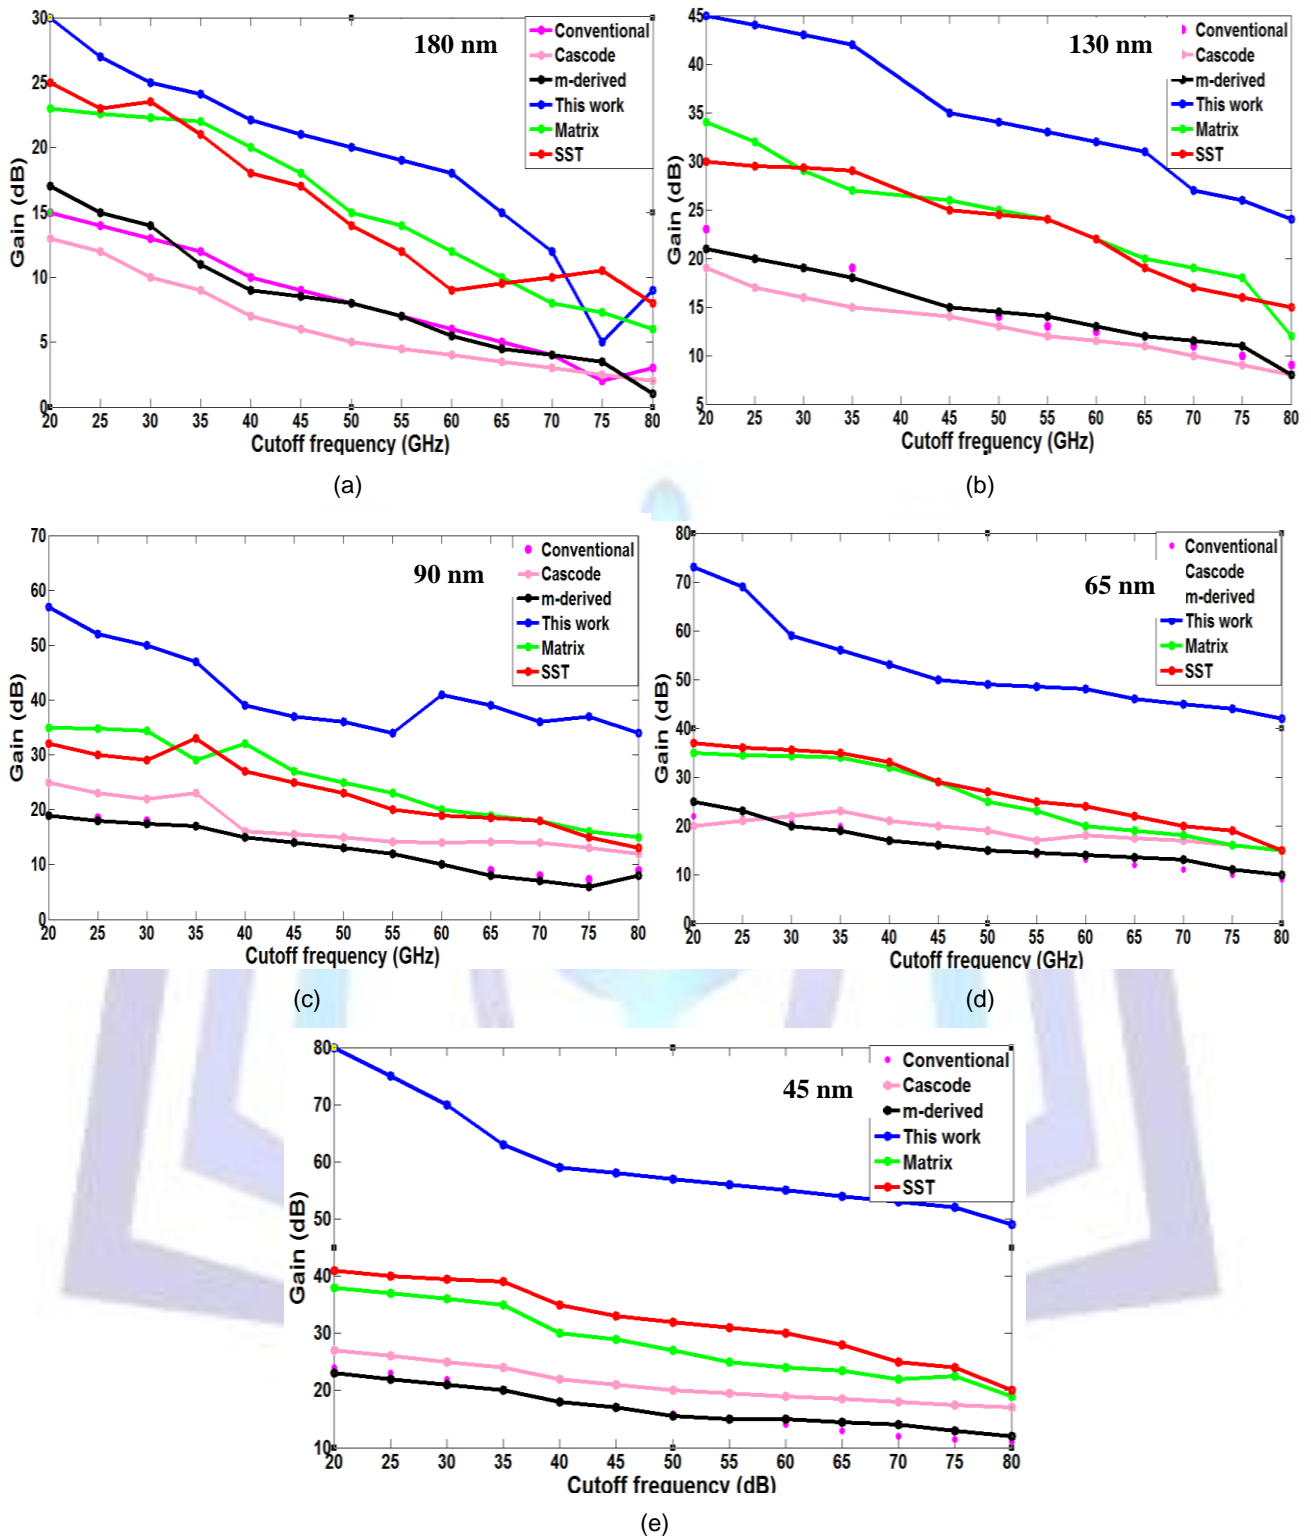 180 nm
Conventional
Cascode
m-derived
This work
Matrix
SST
30
25
20
15
10
5
0
Gain (dB)
20 25 30 35 40 45 50 55 60 65 70 75 80
Cutoff frequency (GHz)
(a)
130 nm
Conventional
Cascode
m-derived
This work
Matrix
SST
45
40
35
30
25
20
15
10
5
Gain (dB)
20 25 30 35 40 45 50 55 60 65 70 75 80
Cutoff frequency (GHz)
(b)
90 nm
Conventional
Cascode
m-derived
This work
Matrix
SST
70
60
50
40
30
20
10
0
Gain (dB)
20 25 30 35 40 45 50 55 60 65 70 75 80
Cutoff frequency (GHz)
(c)
65 nm
Conventional
Cascode
m-derived
This work
Matrix
SST
80
70
60
50
40
30
20
10
0
Gain (dB)
20 25 30 35 40 45 50 55 60 65 70 75 80
Cutoff frequency (GHz)
(d)
45 nm
Conventional
Cascode
m-derived
This work
Matrix
SST
80
70
60
50
40
30
20
10
Gain (dB)
20 25 30 35 40 45 50 55 60 65 70 75 80
Cutoff frequency (dB)
(e)